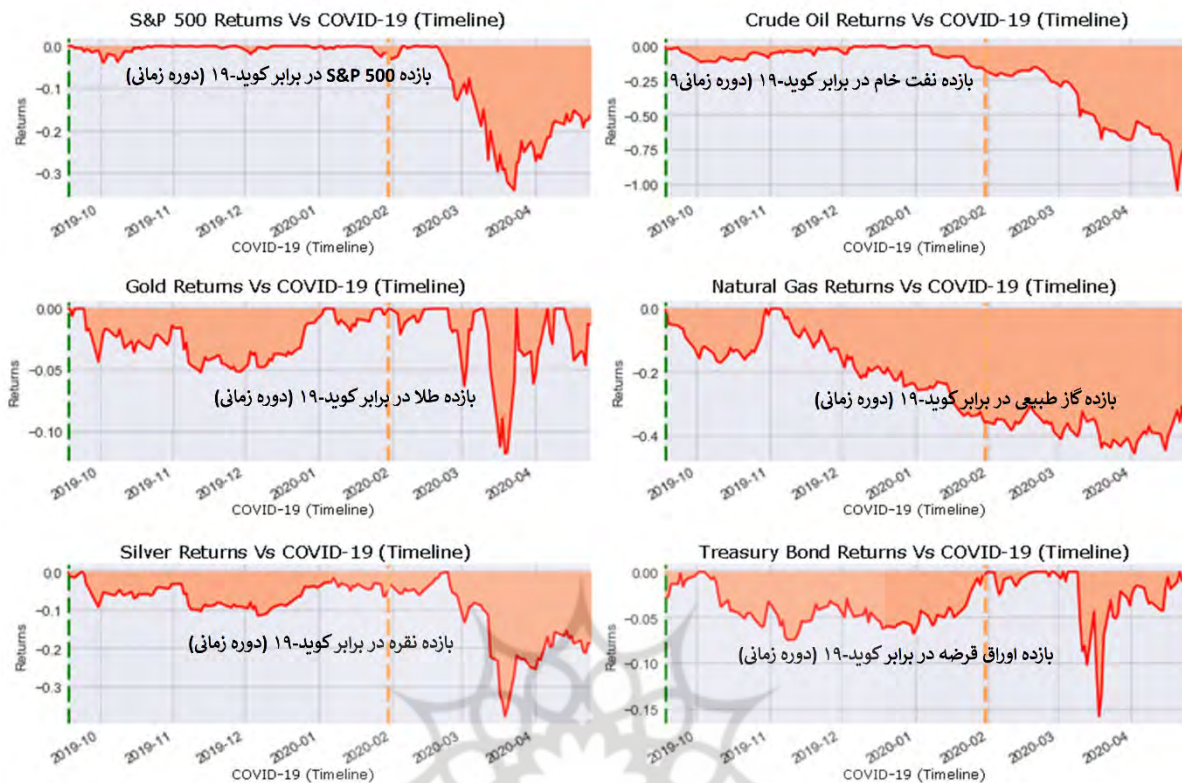 S&P 500 Returns Vs COVID-19 (Timeline)
0.0
−0.1
−0.2
−0.3
Returns
بازده S&P 500 در برابر کوید-۱۹ (دوره زمانی)
2019-10
2019-11
2019-12
2020-01
2020-02
2020-03
2020-04
COVID-19 (Timeline)
Crude Oil Returns Vs COVID-19 (Timeline)
0.00
−0.25
−0.50
−0.75
−1.00
Returns
بازده نفت خام در برابر کوید-۱۹ (دوره زمانی۹
2019-10
2019-11
2019-12
2020-01
2020-02
2020-03
2020-04
COVID-19 (Timeline)
Gold Returns Vs COVID-19 (Timeline)
0.00
−0.05
−0.10
Returns
بازده طلا در برابر کوید-۱۹ (دوره زمانی)
2019-10
2019-11
2019-12
2020-01
2020-02
2020-03
2020-04
COVID-19 (Timeline)
Natural Gas Returns Vs COVID-19 (Timeline)
0.0
−0.2
−0.4
Returns
بازده گاز طبیعی در برابر کوید-۱۹ (دوره زمانی)
2019-10
2019-11
2019-12
2020-01
2020-02
2020-03
2020-04
COVID-19 (Timeline)
Silver Returns Vs COVID-19 (Timeline)
0.0
−0.1
−0.2
−0.3
Returns
بازده نقره در برابر کوید-۱۹ (دوره زمانی)
2019-10
2019-11
2019-12
2020-01
2020-02
2020-03
2020-04
COVID-19 (Timeline)
Treasury Bond Returns Vs COVID-19 (Timeline)
0.00
−0.05
−0.10
−0.15
Returns
بازده اوراق قرضه در برابر کوید-۱۹ (دوره زمانی)
2019-10
2019-11
2019-12
2020-01
2020-02
2020-03
2020-04
COVID-19 (Timeline)